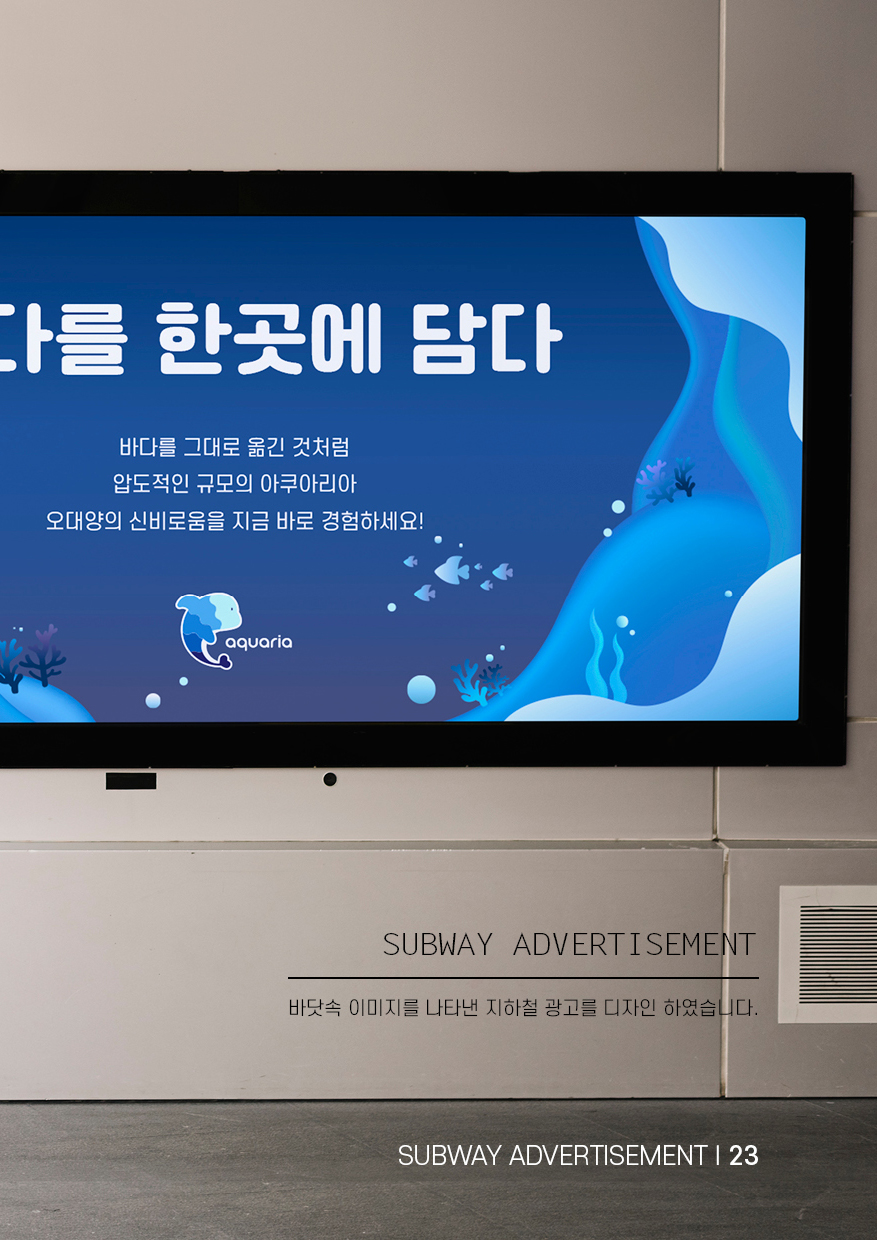 다를 한곳에 담다
바다를 그대로 옮긴 것처럼
압도적인 규모의 아쿠아리아
오대양의 신비로움을 지금 바로 경험하세요!
aquaria
SUBWAY ADVERTISEMENT
바닷속 이미지를 나타낸 지하철 광고를 디자인 하였습니다.
SUBWAY ADVERTISEMENT | 23